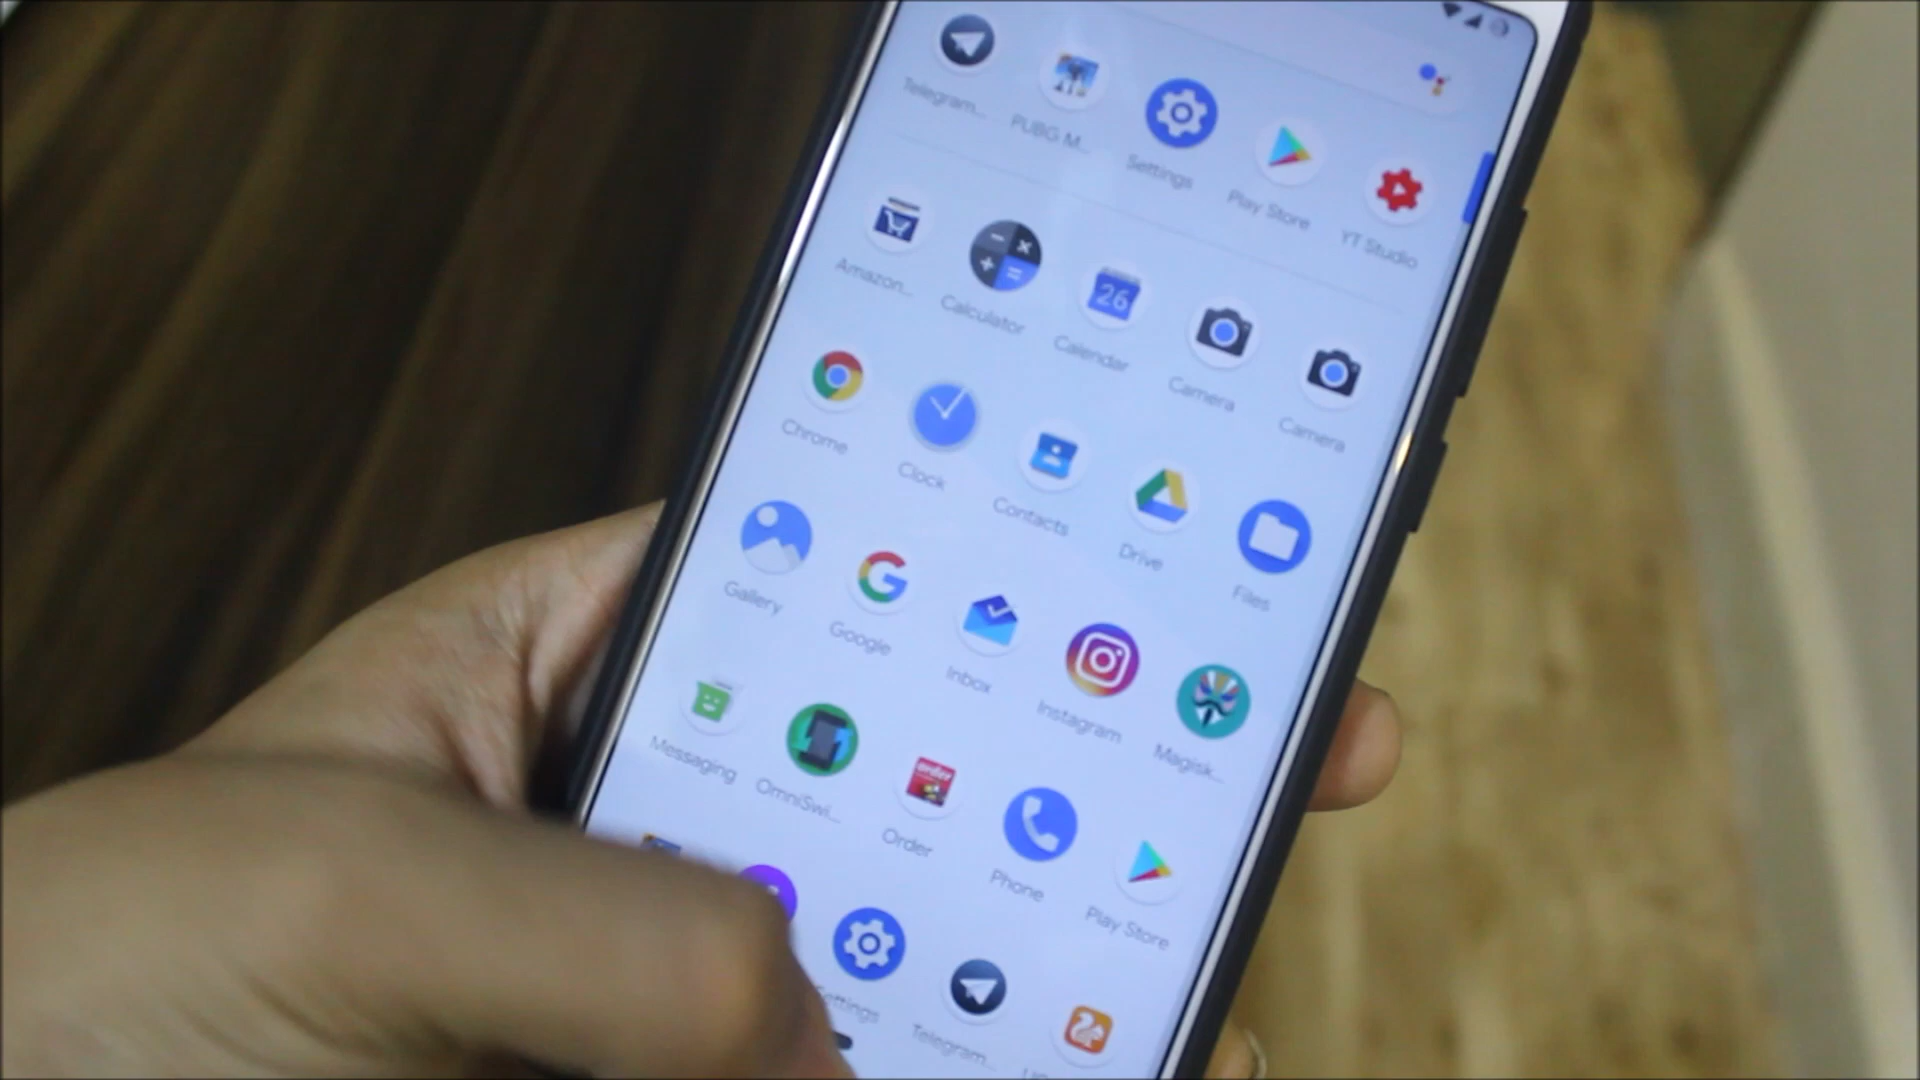 Telegram...
PUBG M...
Settings
Play Store
YT Studio
Amazon...
Calculator
26
Calendar
Camera
Camera
Chrome
Clock
Contacts
Drive
Files
Gallery
Google
Inbox
Instagram
Magisk...
Messaging
OmniSwi...
order
Order
Phone
Play Store
Settings
Telegram...